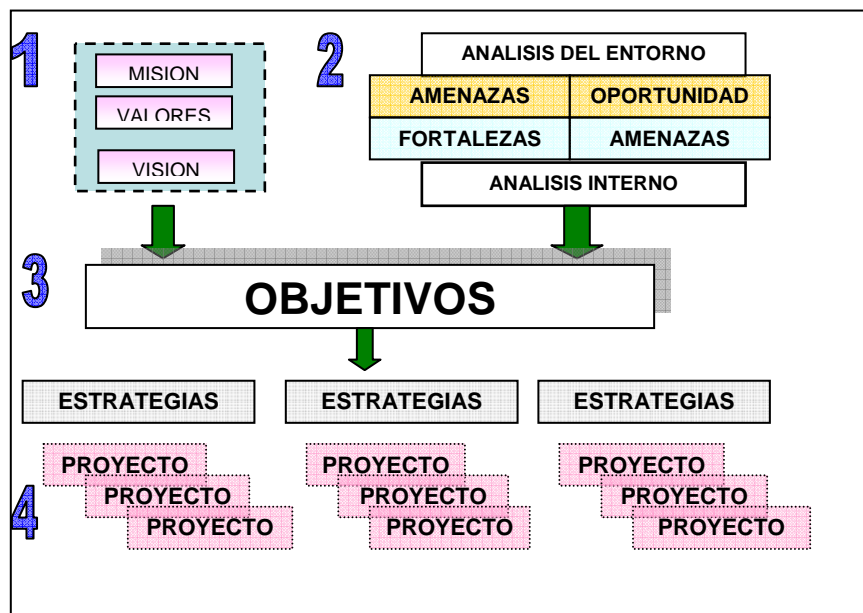 1
MISION
VALORES
VISION
2
ANALISIS DEL ENTORNO
AMENAZAS OPORTUNIDAD
FORTALEZAS AMENAZAS
ANALISIS INTERNO
3
OBJETIVOS
ESTRATEGIAS ESTRATEGIAS ESTRATEGIAS
4
PROYECTO PROYECTO PROYECTO
PROYECTO PROYECTO PROYECTO
PROYECTO PROYECTO PROYECTO